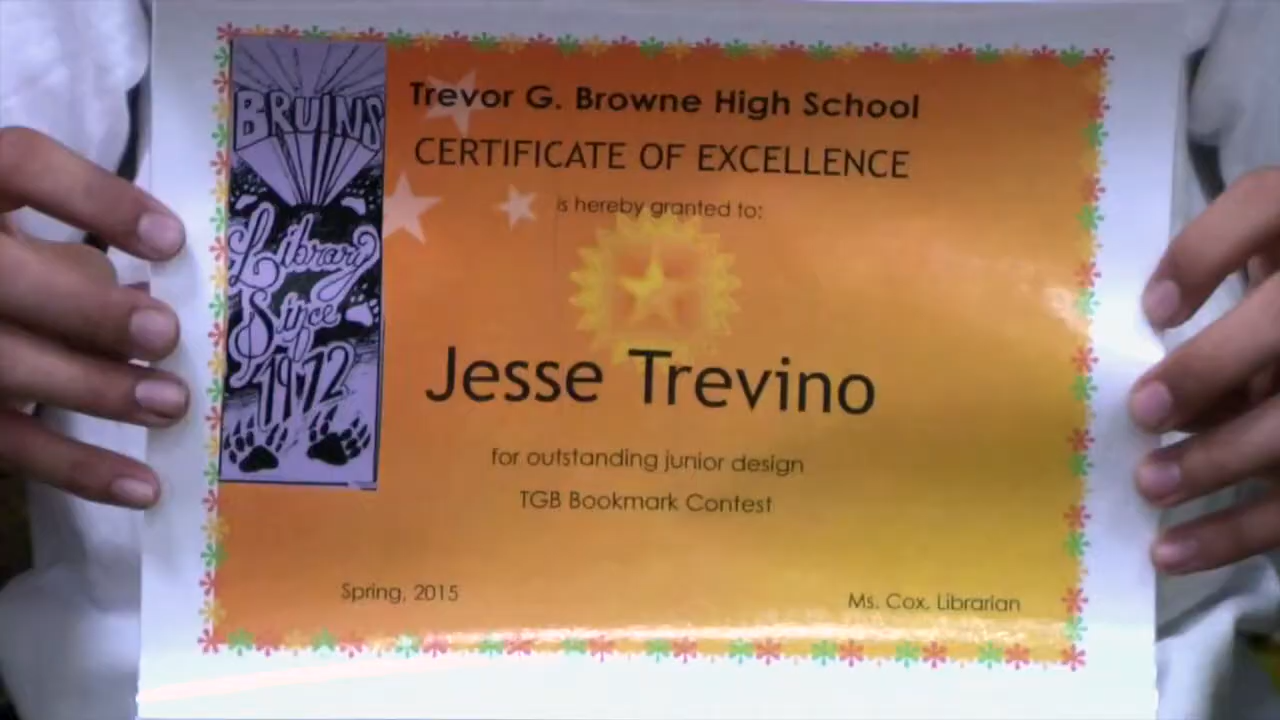 BRUINS
Library
Since
1972
Trevor G. Browne High School
CERTIFICATE OF EXCELLENCE
is hereby granted to:
Jesse Trevino
for outstanding junior design
TGB Bookmark Contest
Spring, 2015
Ms. Cox, Librarian